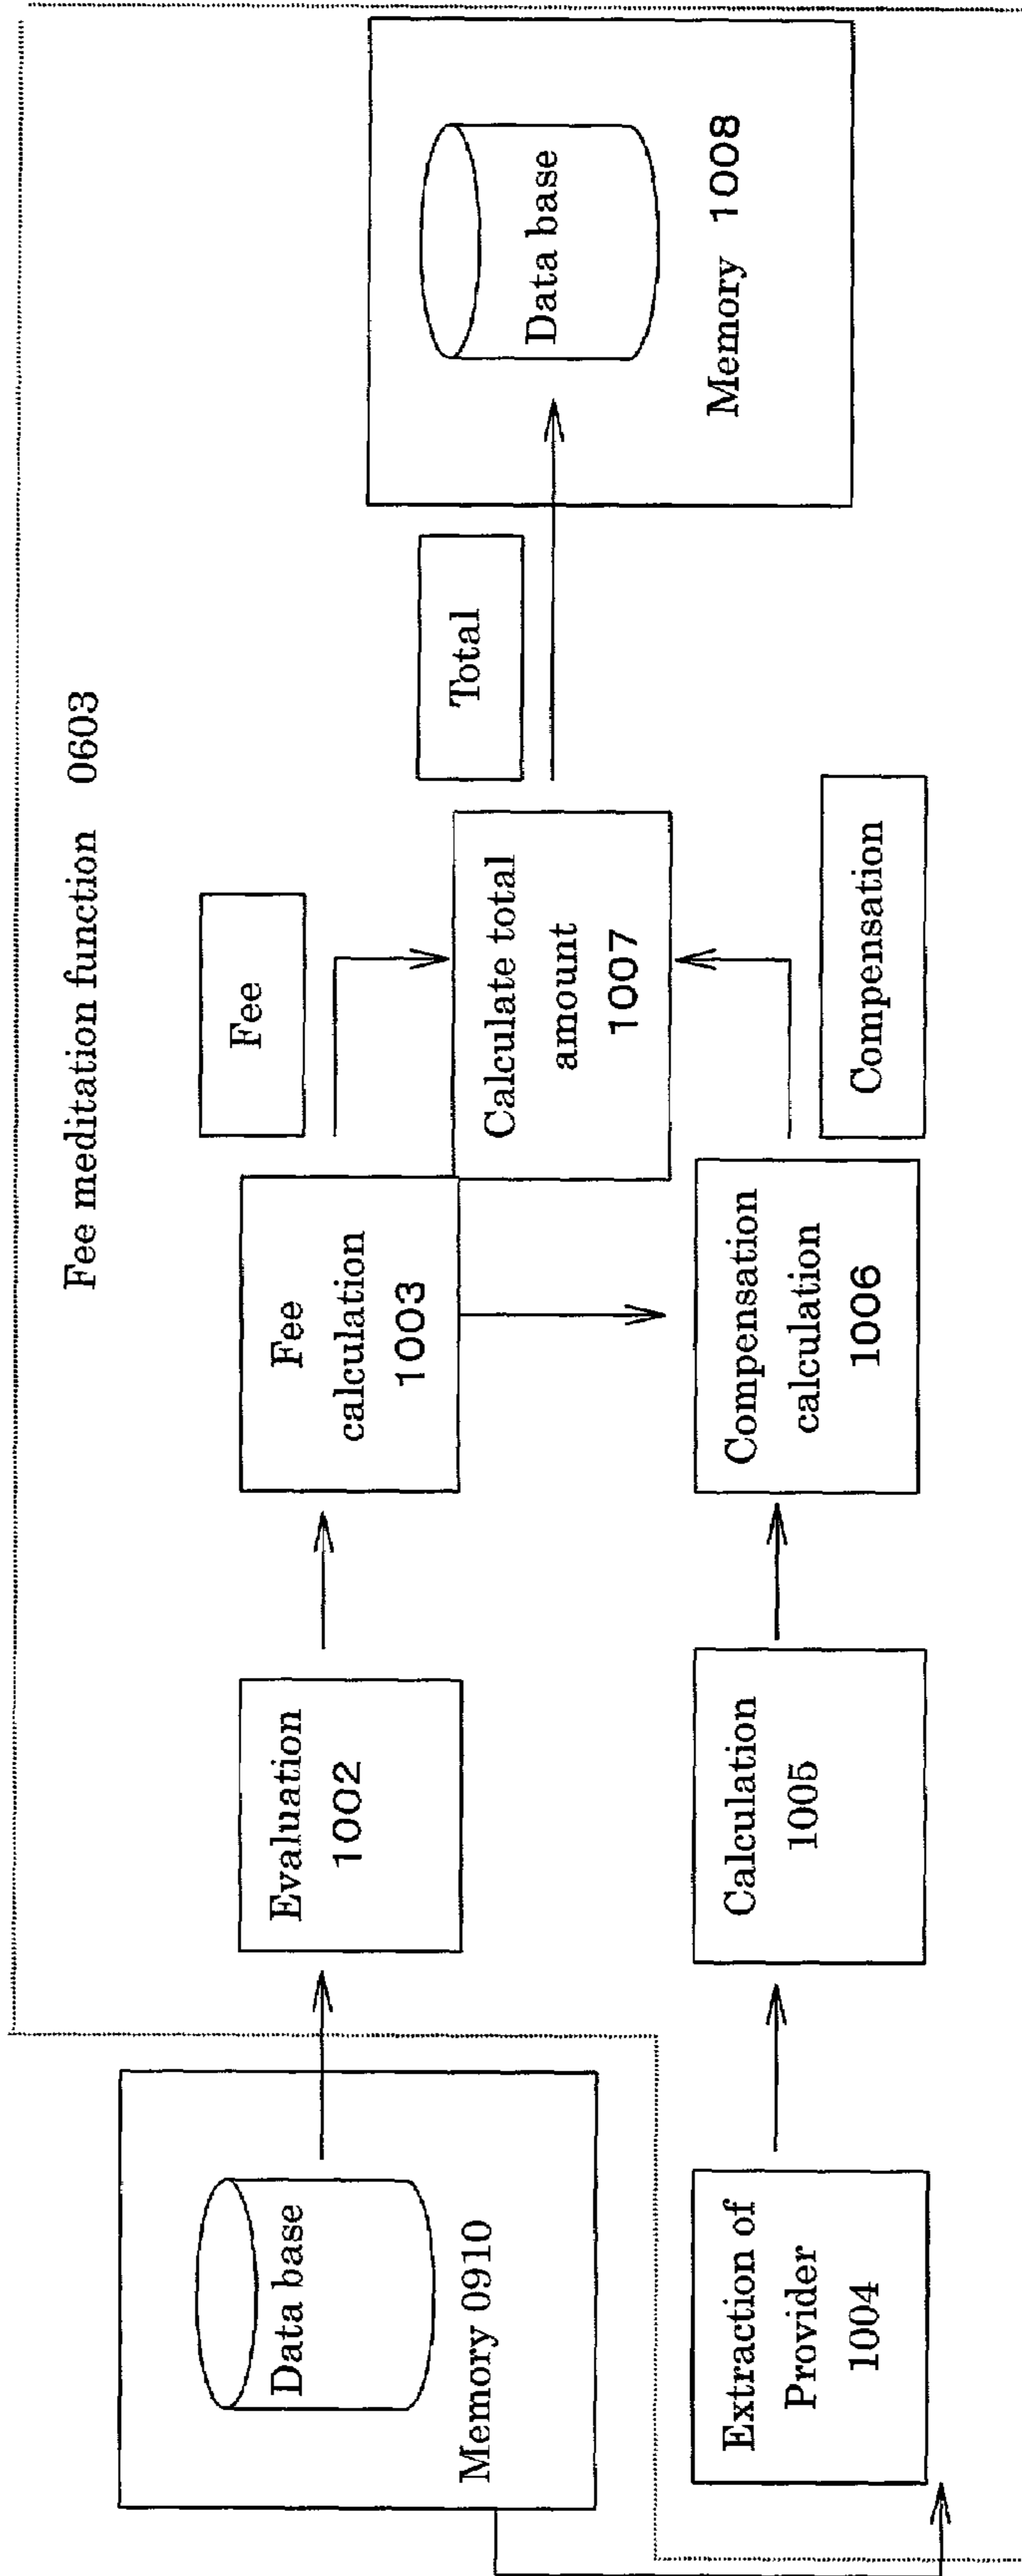 Fee meditation function 0603
Data base
Memory 0910
Evaluation
1002
Fee
calculation
1003
Fee
Calculate total
amount
1007
Total
Data base
Memory 1008
Extraction of
Provider
1004
Calculation
1005
Compensation
calculation
1006
Compensation